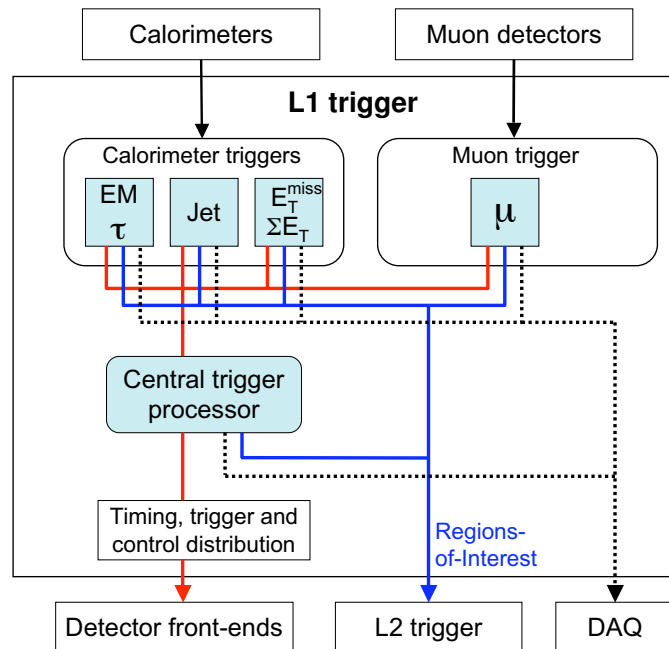 Calorimeters
Muon detectors
L1 trigger
Calorimeter triggers
Muon trigger
EM
τ
Jet
E_T^miss
ΣE_T
μ
Central trigger
processor
Timing, trigger and
control distribution
Regions-
of-Interest
Detector front-ends
L2 trigger
DAQ